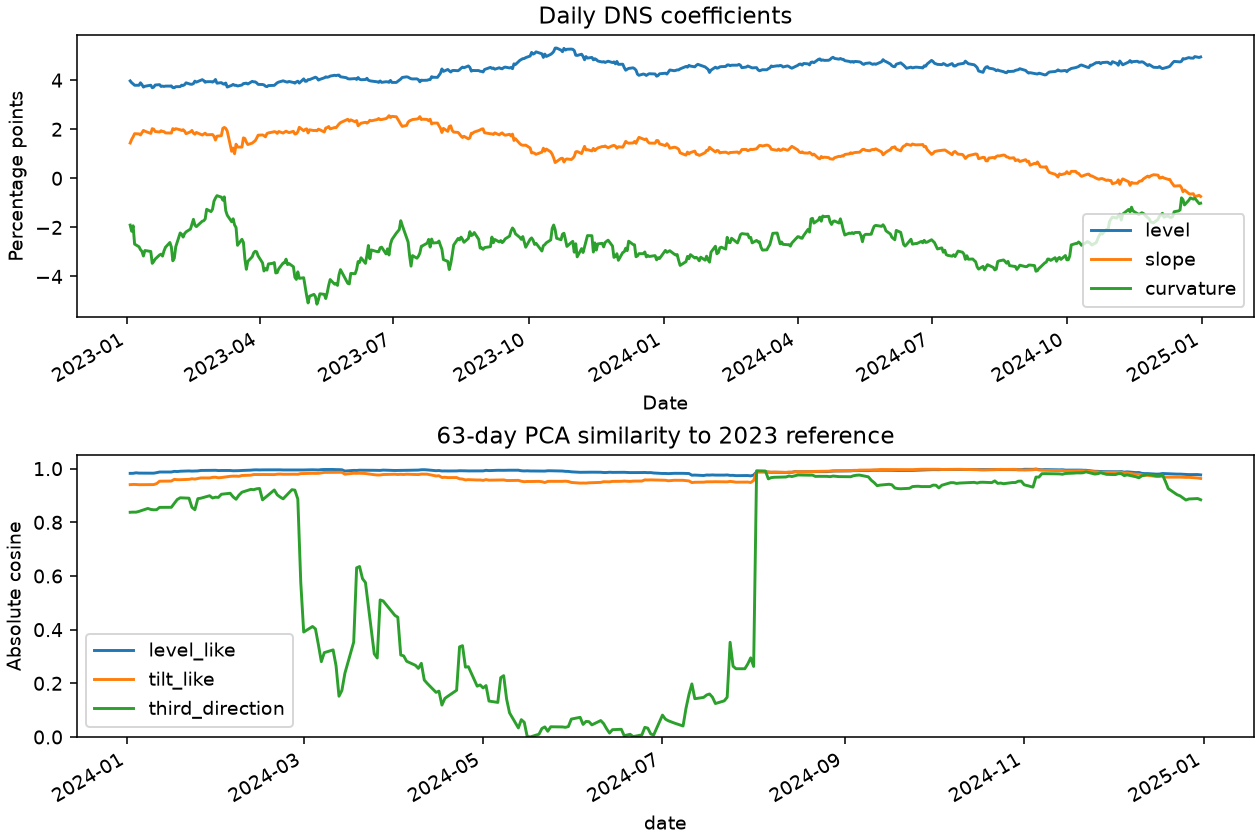 Daily DNS coefficients
Percentage points
4
2
0
−2
−4
level
slope
curvature
2023-01
2023-04
2023-07
2023-10
2024-01
2024-04
2024-07
2024-10
2025-01
Date
63-day PCA similarity to 2023 reference
Absolute cosine
1.0
0.8
0.6
0.4
0.2
0.0
level_like
tilt_like
third_direction
2024-01
2024-03
2024-05
2024-07
2024-09
2024-11
2025-01
date